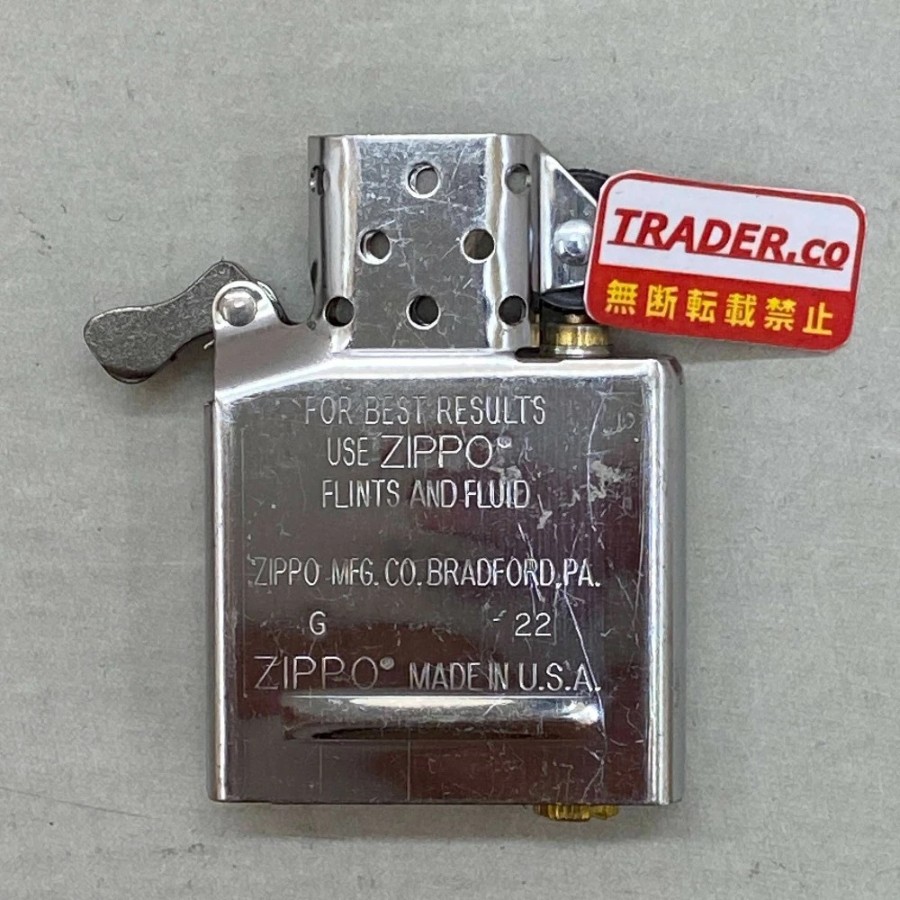 TRADER.co
無断転載禁止
FOR BEST RESULTS
USE ZIPPO®
FLINTS AND FLUID
ZIPPO MFG. CO. BRADFORD, PA.
G 22
ZIPPO® MADE IN U.S.A.